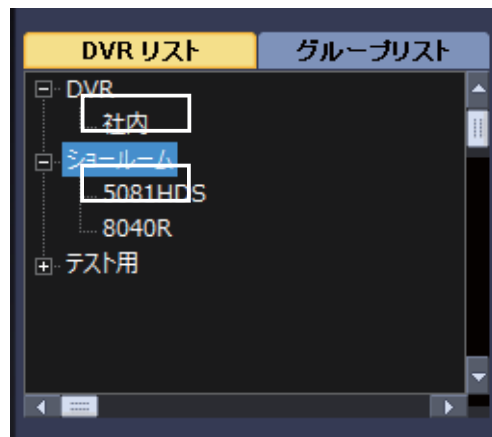 DVR リスト グループリスト
DVR
社内
ショールーム
5081HDS
8040R
テスト用